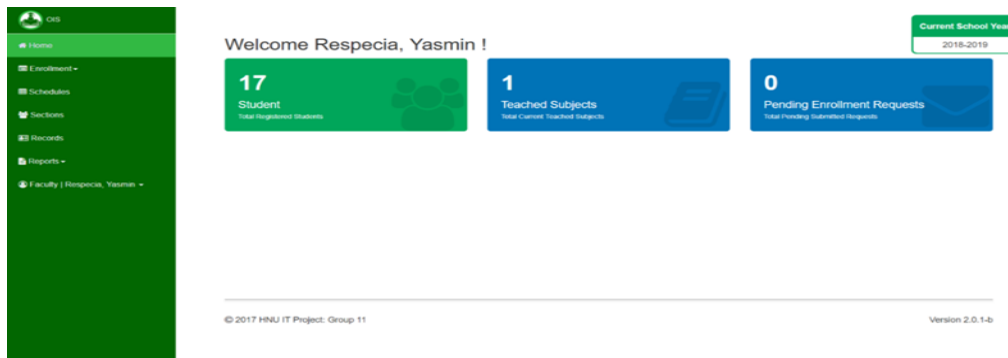 OIS
Home
Enrollment
Schedules
Sections
Records
Reports
Faculty | Respecia, Yasmin
Current School Year
2018-2019
Welcome Respecia, Yasmin !
17
Student
Total Registered Students
1
Teached Subjects
Total Current Teached Subjects
0
Pending Enrollment Requests
Total Pending Submitted Requests
© 2017 HNU IT Project: Group 11
Version 2.0.1-b